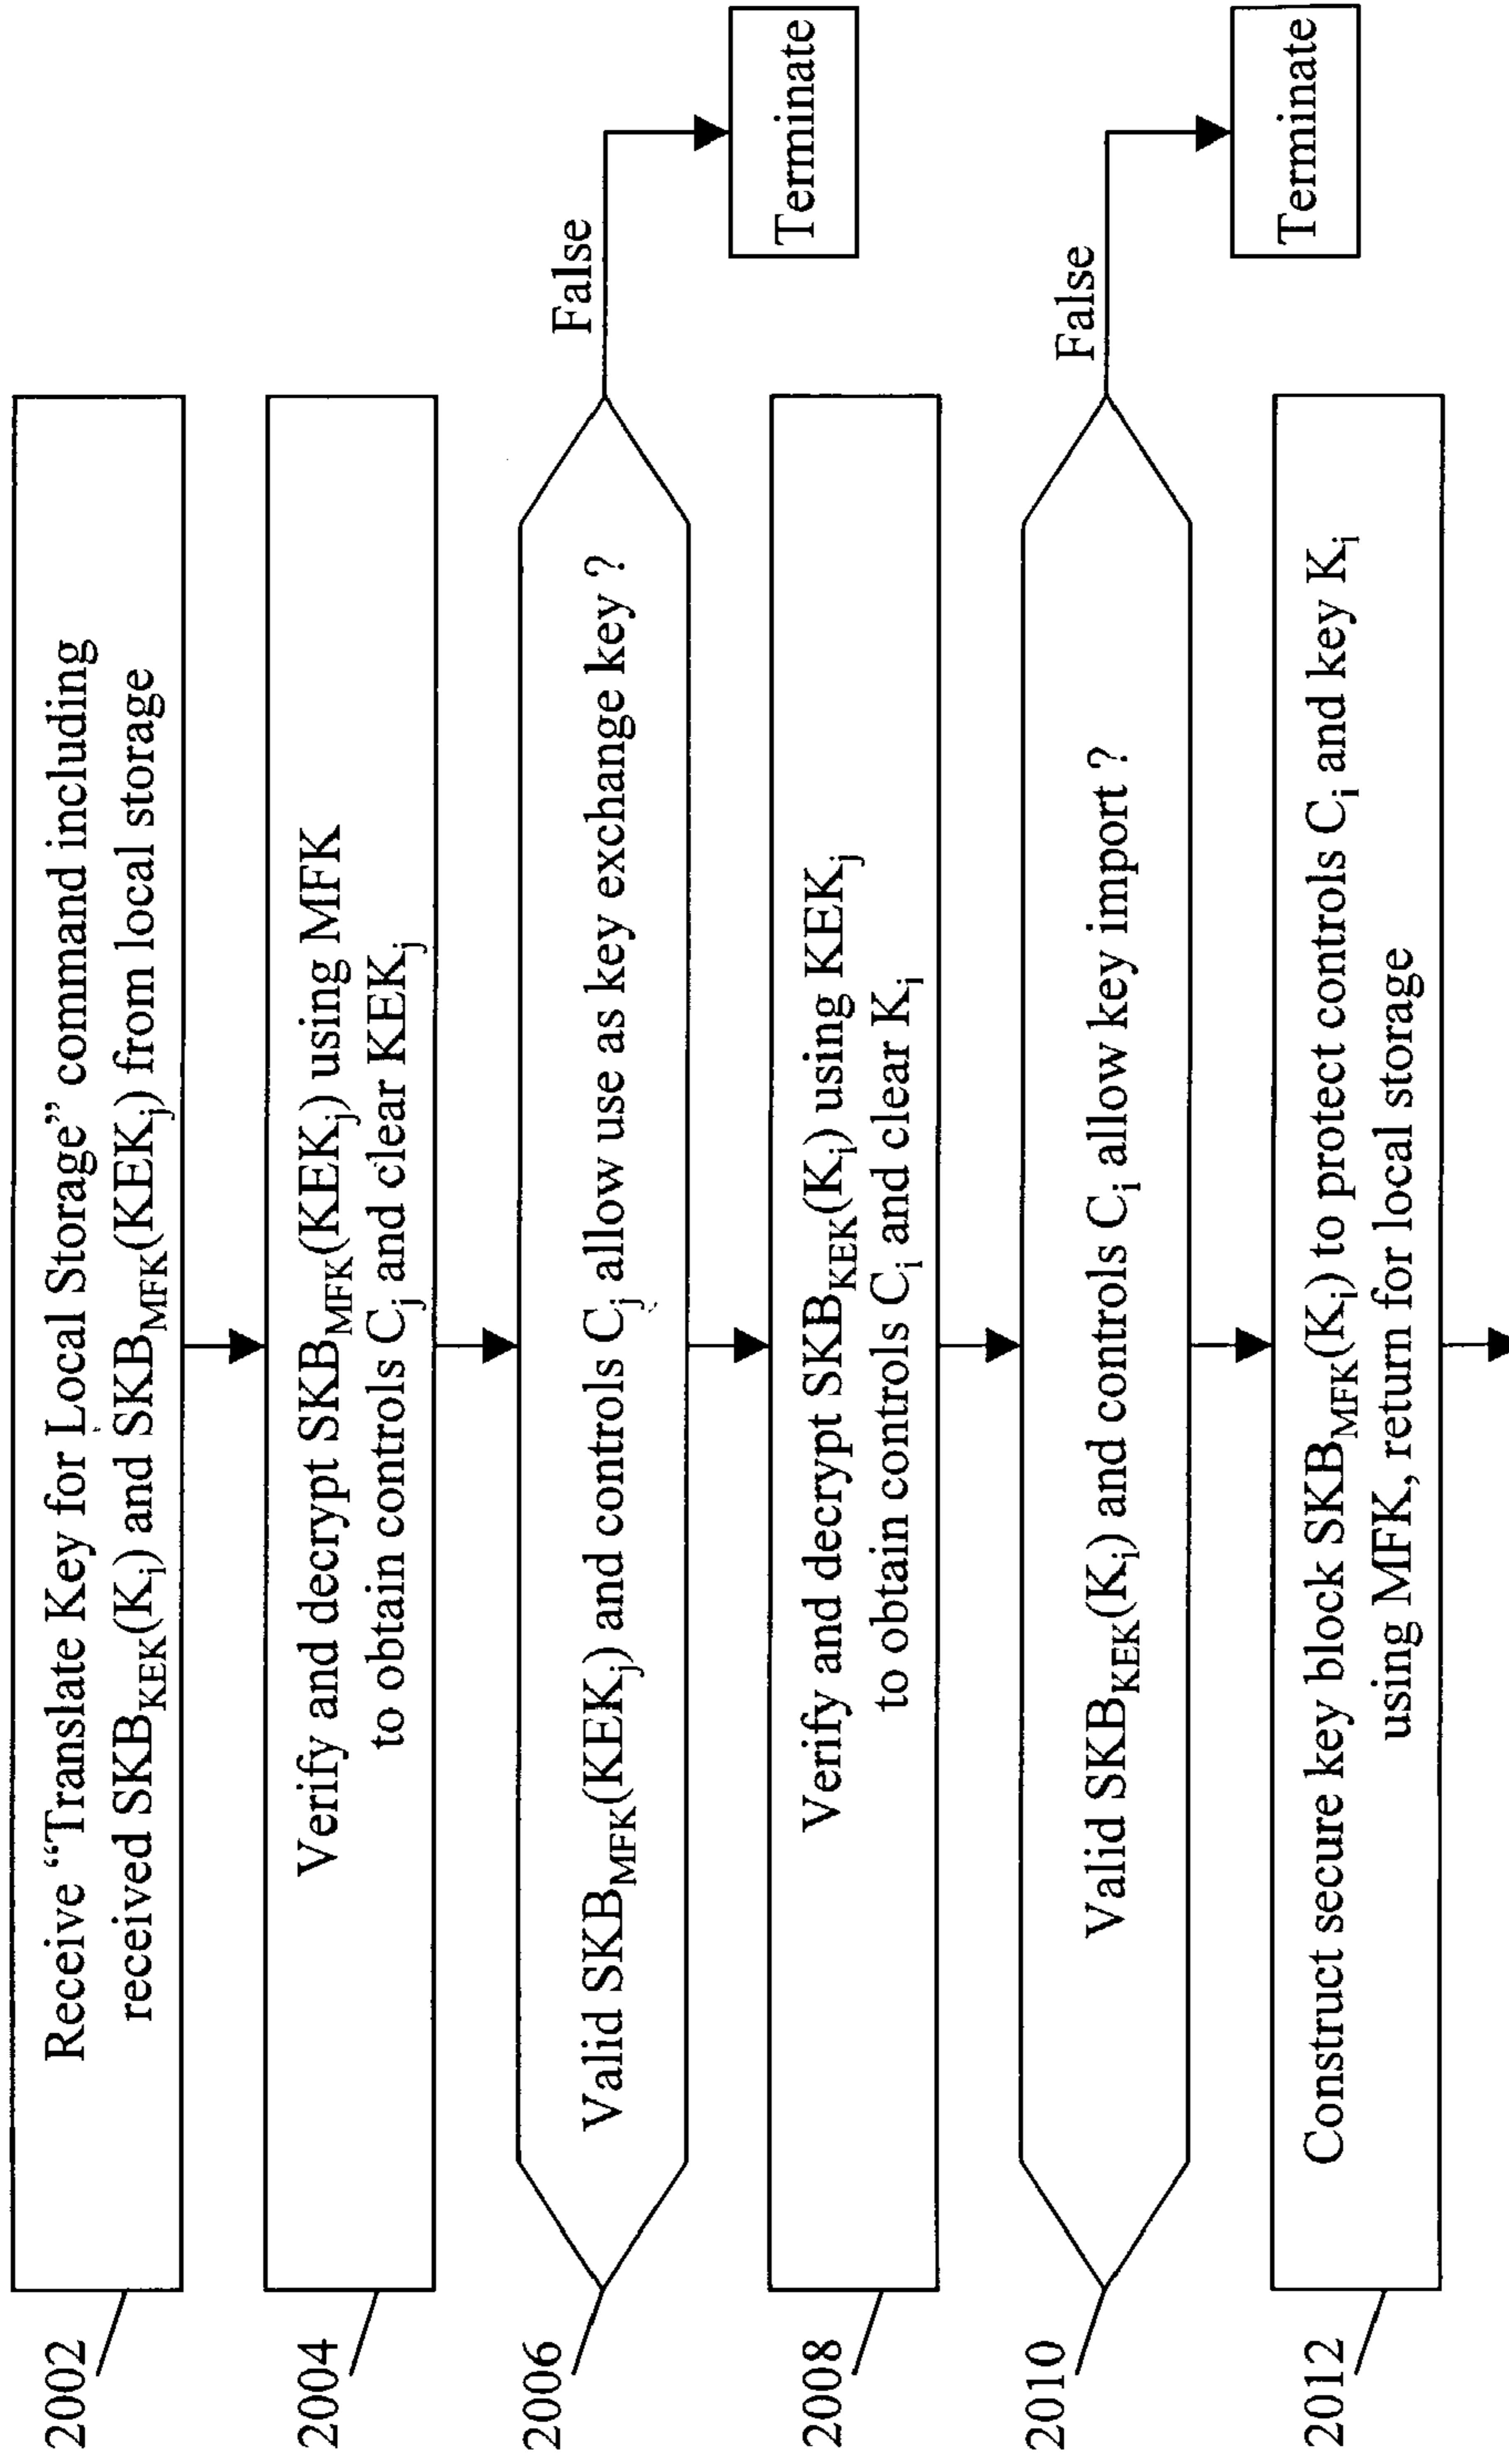 2002
Receive “Translate Key for Local Storage” command including
received SKB_KEK(K_i) and SKB_MFK(KEK_j) from local storage
2004
Verify and decrypt SKB_MFK(KEK_j) using MFK
to obtain controls C_j and clear KEK_j
2006
Valid SKB_MFK(KEK_j) and controls C_j allow use as key exchange key ?
False
Terminate
2008
Verify and decrypt SKB_KEK(K_i) using KEK_j
to obtain controls C_i and clear K_i
2010
Valid SKB_KEK(K_i) and controls C_i allow key import ?
False
Terminate
2012
Construct secure key block SKB_MFK(K_i) to protect controls C_i and key K_i
using MFK, return for local storage